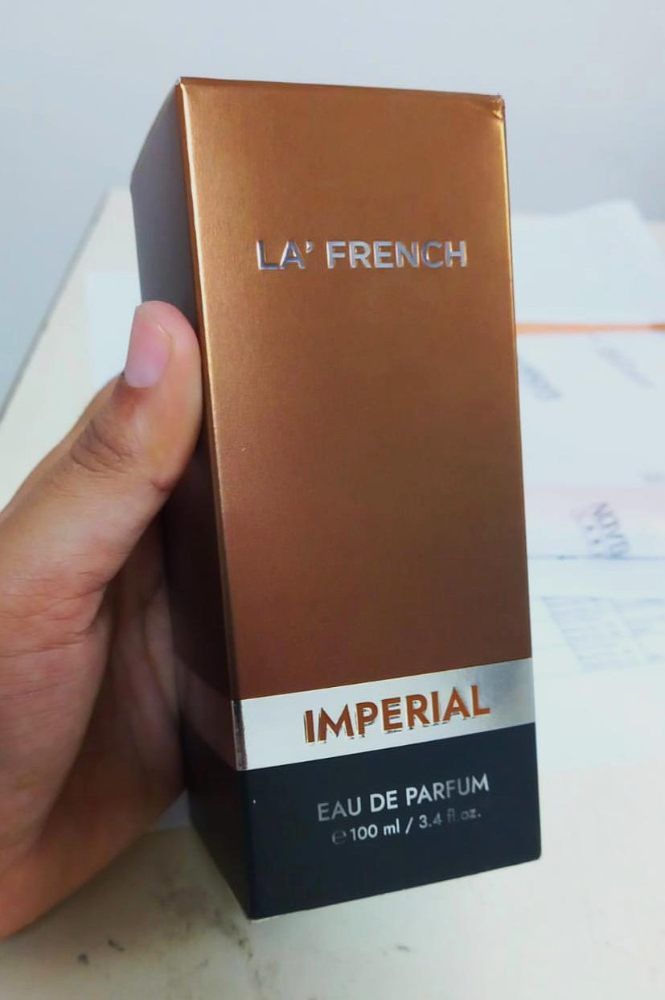 LA' FRENCH
IMPERIAL
EAU DE PARFUM
℮ 100 ml / 3.4 fl.oz.